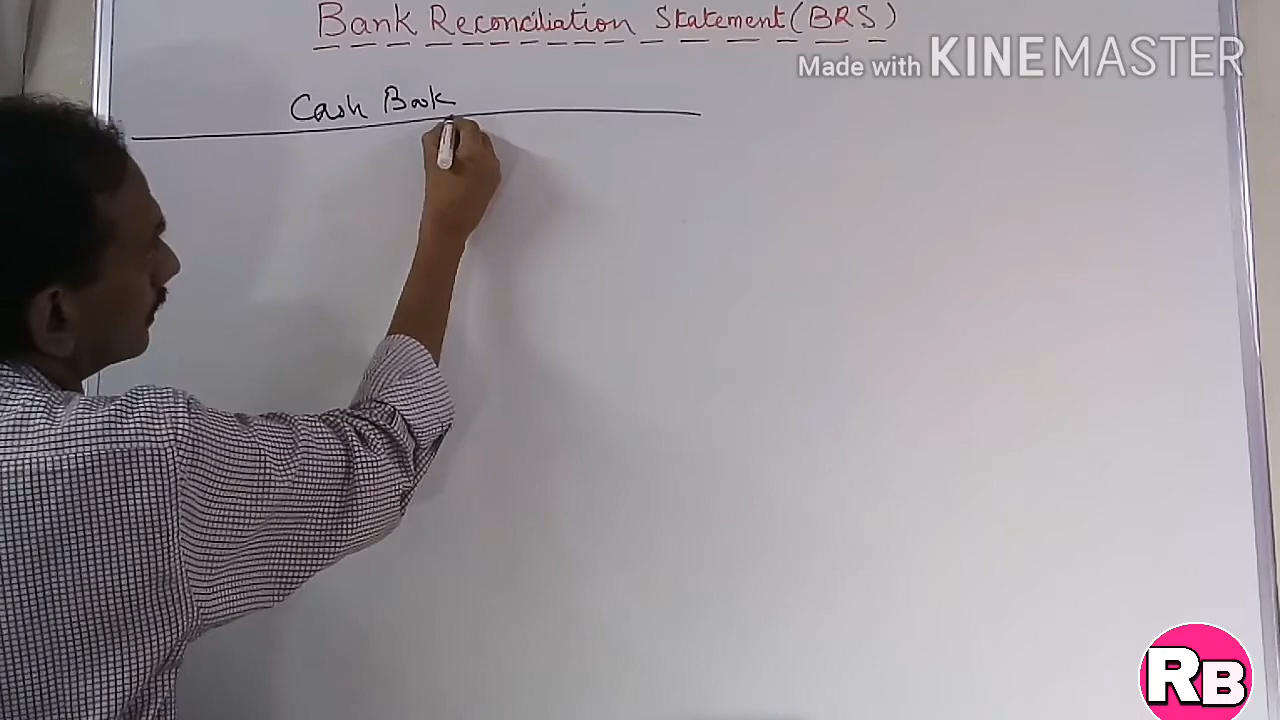 Bank Reconciliation Statement (BRS)
Made with KINEMASTER
Cash Book
RB